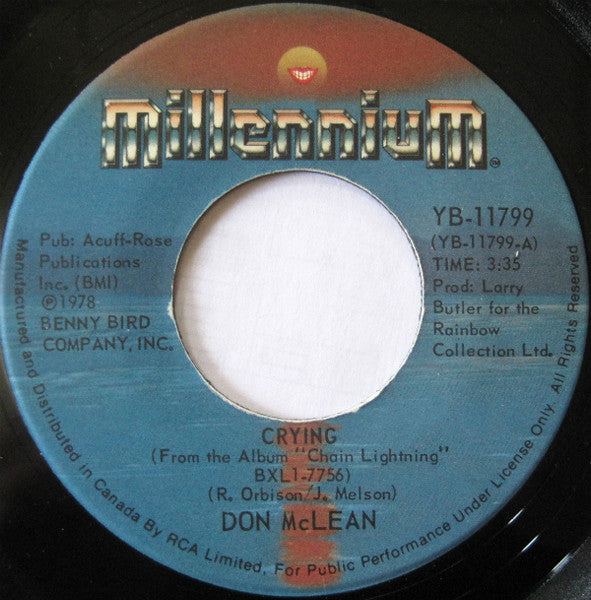 millennium
TM
Pub: Acuff-Rose
Publications
Inc. (BMI)
℗1978
BENNY BIRD
COMPANY, INC.
YB-11799
(YB-11799-A)
TIME: 3:35
Prod: Larry
Butler for the
Rainbow
Collection Ltd.
CRYING
(From the Album "Chain Lightning"
BXL1-7756)
(R. Orbison/J. Melson)
DON McLEAN
Manufactured and Distributed in Canada By RCA Limited, For Public Performance Under License Only. All Rights Reserved